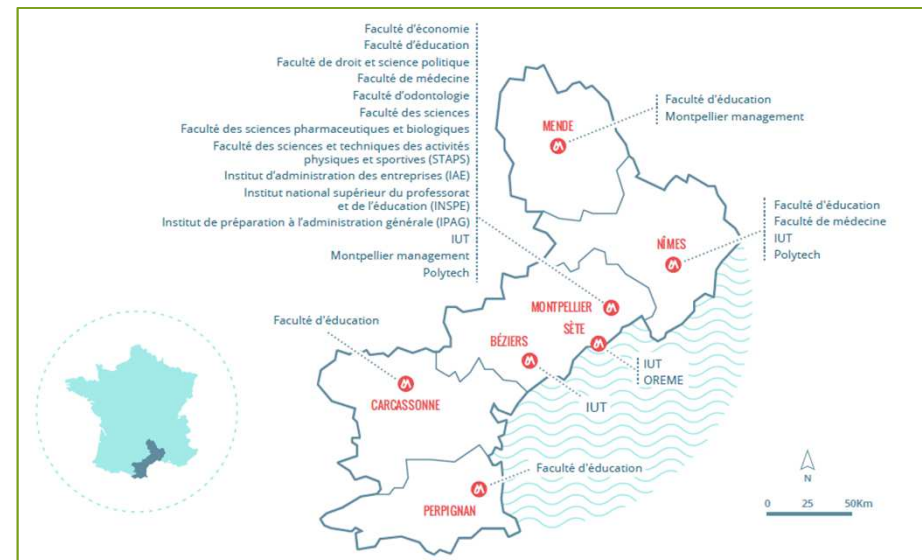 Faculté d'économie
Faculté d'éducation
Faculté de droit et science politique
Faculté de médecine
Faculté d'odontologie
Faculté des sciences
Faculté des sciences pharmaceutiques et biologiques
Faculté des sciences et techniques des activités
physiques et sportives (STAPS)
Institut d'administration des entreprises (IAE)
Institut national supérieur du professorat
et de l'éducation (INSPE)
Institut de préparation à l'administration générale (IPAG)
IUT
Montpellier management
Polytech
MENDE
Faculté d'éducation
Montpellier management
NÎMES
Faculté d'éducation
Faculté de médecine
IUT
Polytech
MONTPELLIER
SÈTE
IUT
OREME
BÉZIERS
IUT
Faculté d'éducation
CARCASSONNE
Faculté d'éducation
PERPIGNAN
N
0 25 50Km